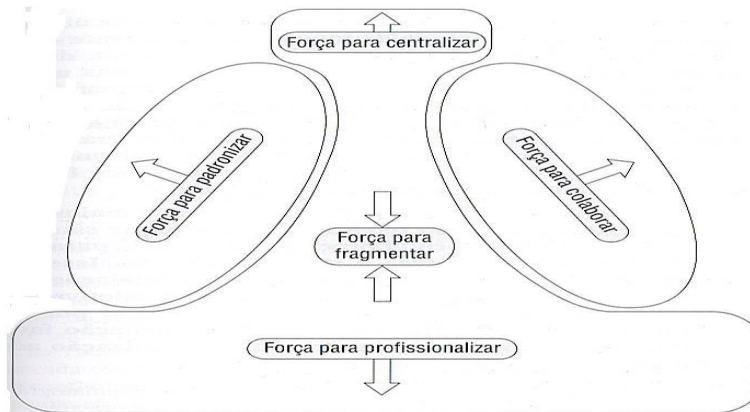 Força para centralizar
Força para padronizar
Força para colaborar
Força para
fragmentar
Força para profissionalizar